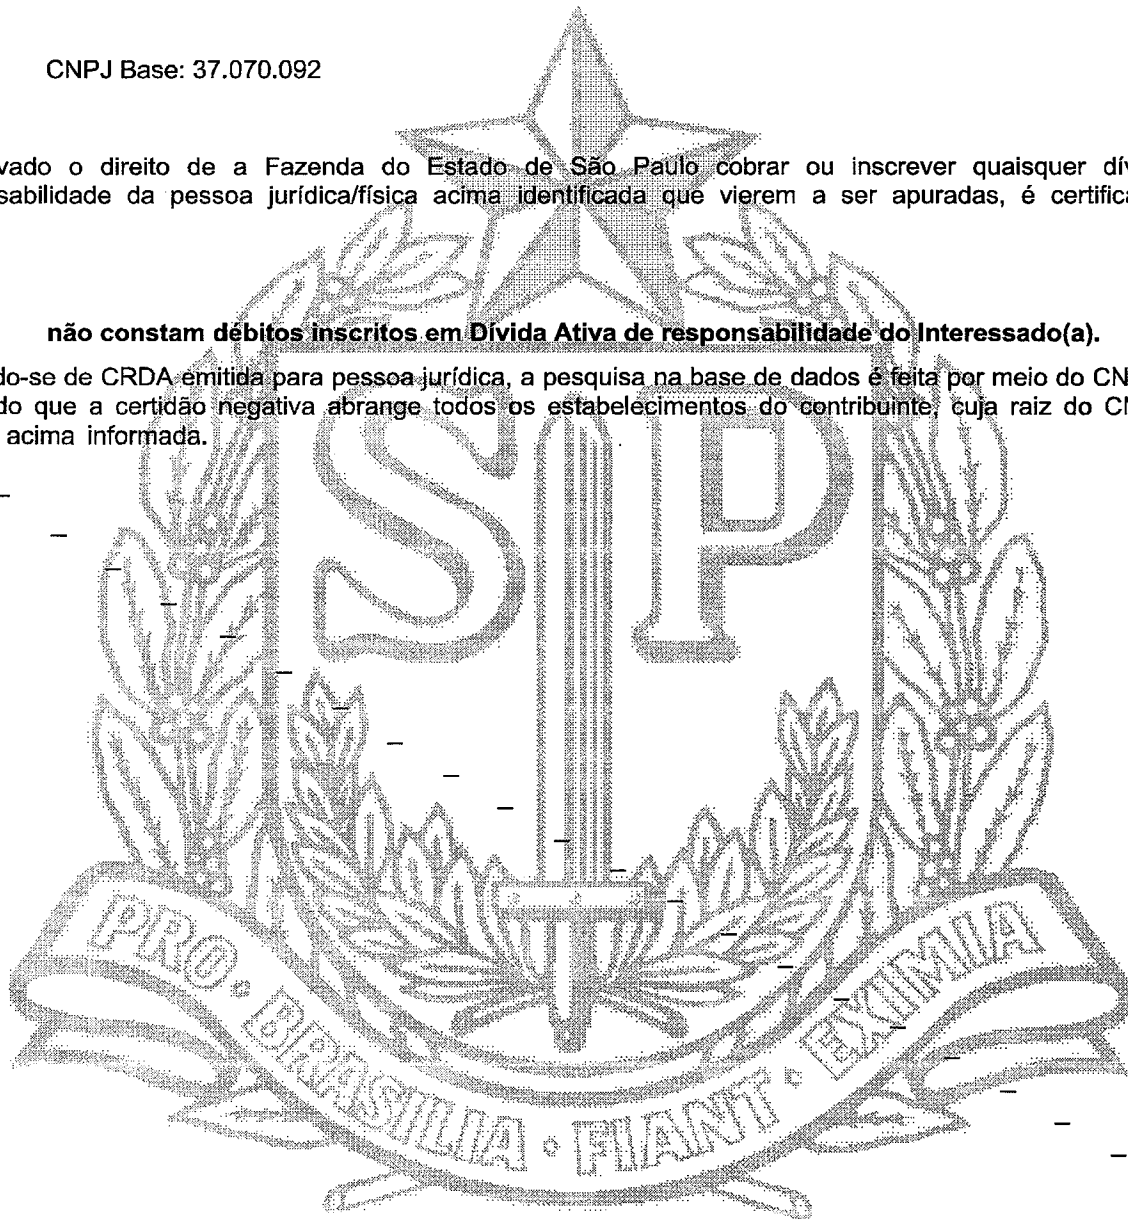 CNPJ Base: 37.070.092
vado o direito de a Fazenda do Estado de São Paulo cobrar ou inscrever quaisquer dív
sabilidade da pessoa jurídica/física acima identificada que vierem a ser apuradas, é certifica
não constam débitos inscritos em Dívida Ativa de responsabilidade do Interessado(a).
do-se de CRDA emitida para pessoa jurídica, a pesquisa na base de dados é feita por meio do CN
do que a certidão negativa abrange todos os estabelecimentos do contribuinte, cuja raiz do CN
acima informada.
SP
PRO • BRASILIA • FIANT • EXIMIA